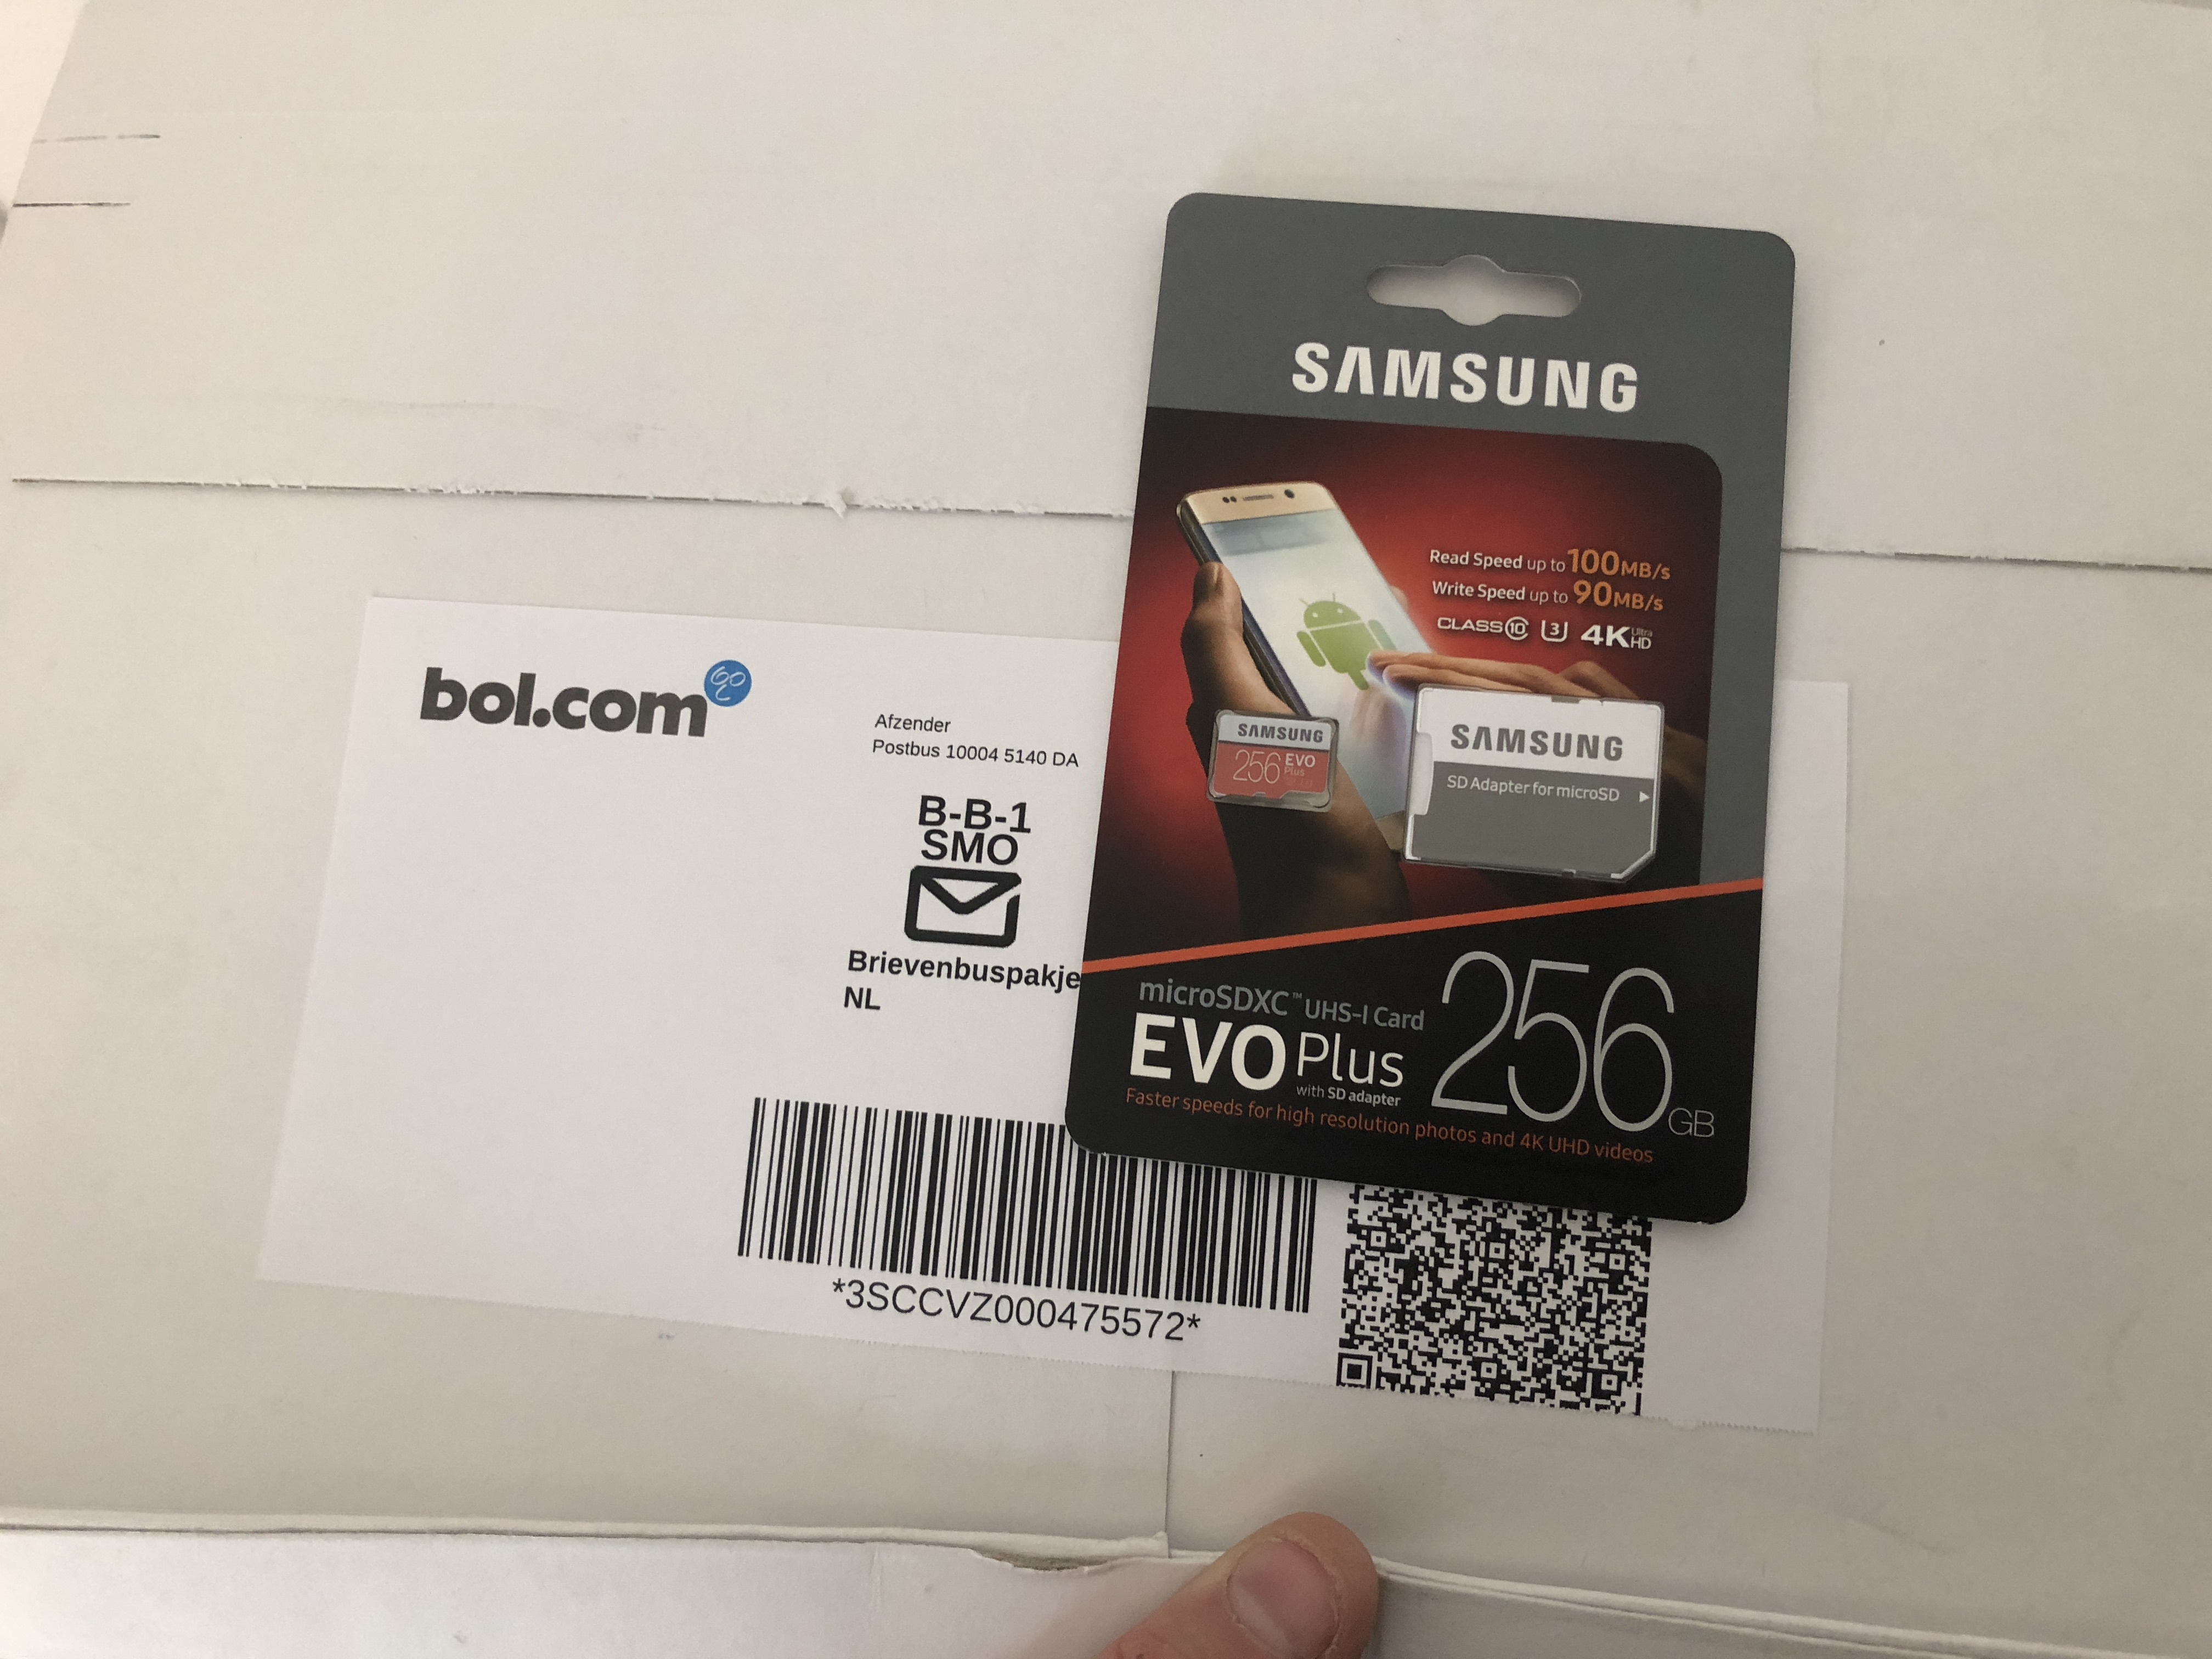 bol.com
Afzender
Postbus 10004 5140 DA
B-B-1
SMO
Brievenbuspakje
NL
*3SCCVZ000475572*
SAMSUNG
Read Speed up to 100MB/s
Write Speed up to 90MB/s
CLASS 10 U3 4K Ultra HD
SAMSUNG
256 EVO Plus
SAMSUNG
SD Adapter for microSD
microSDXC™ UHS-I Card
EVO Plus
with SD adapter
256GB
Faster speeds for high resolution photos and 4K UHD videos